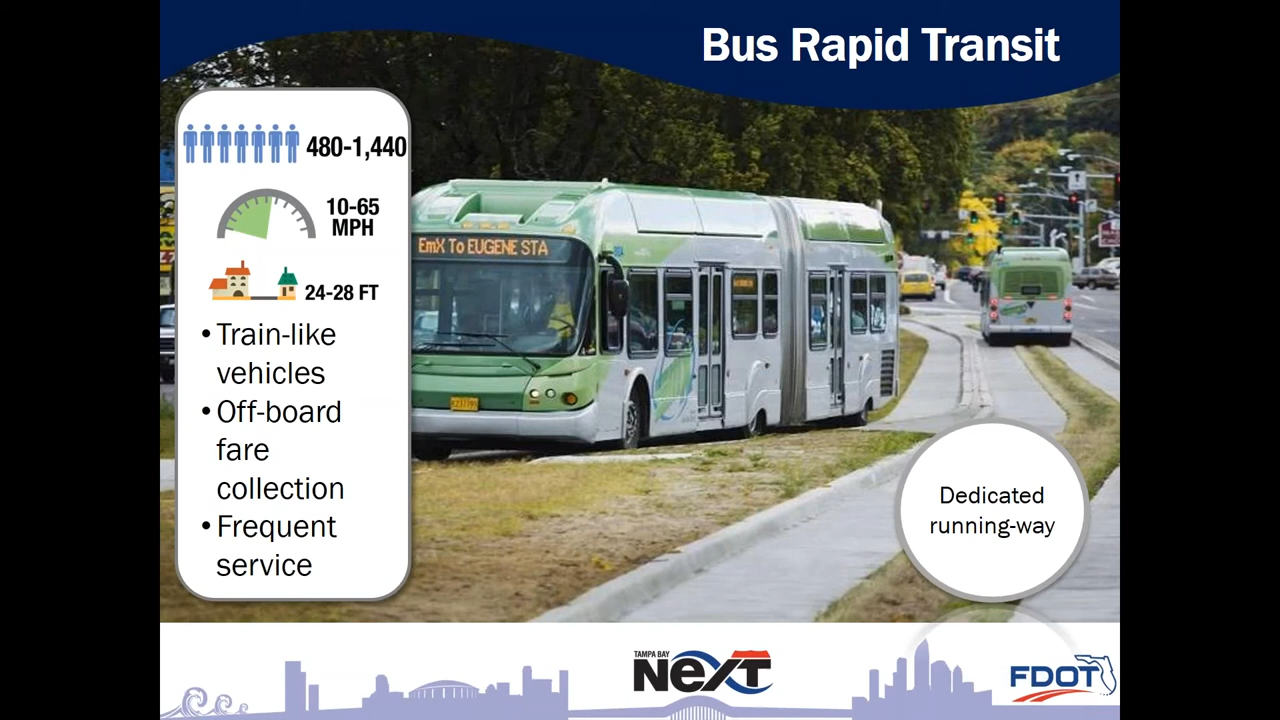 Bus Rapid Transit
480-1,440
10-65
MPH
24-28 FT
• Train-like
vehicles
• Off-board
fare
collection
• Frequent
service
EmX To EUGENE STA
Dedicated
running-way
TAMPA BAY
NeXT
FDOT